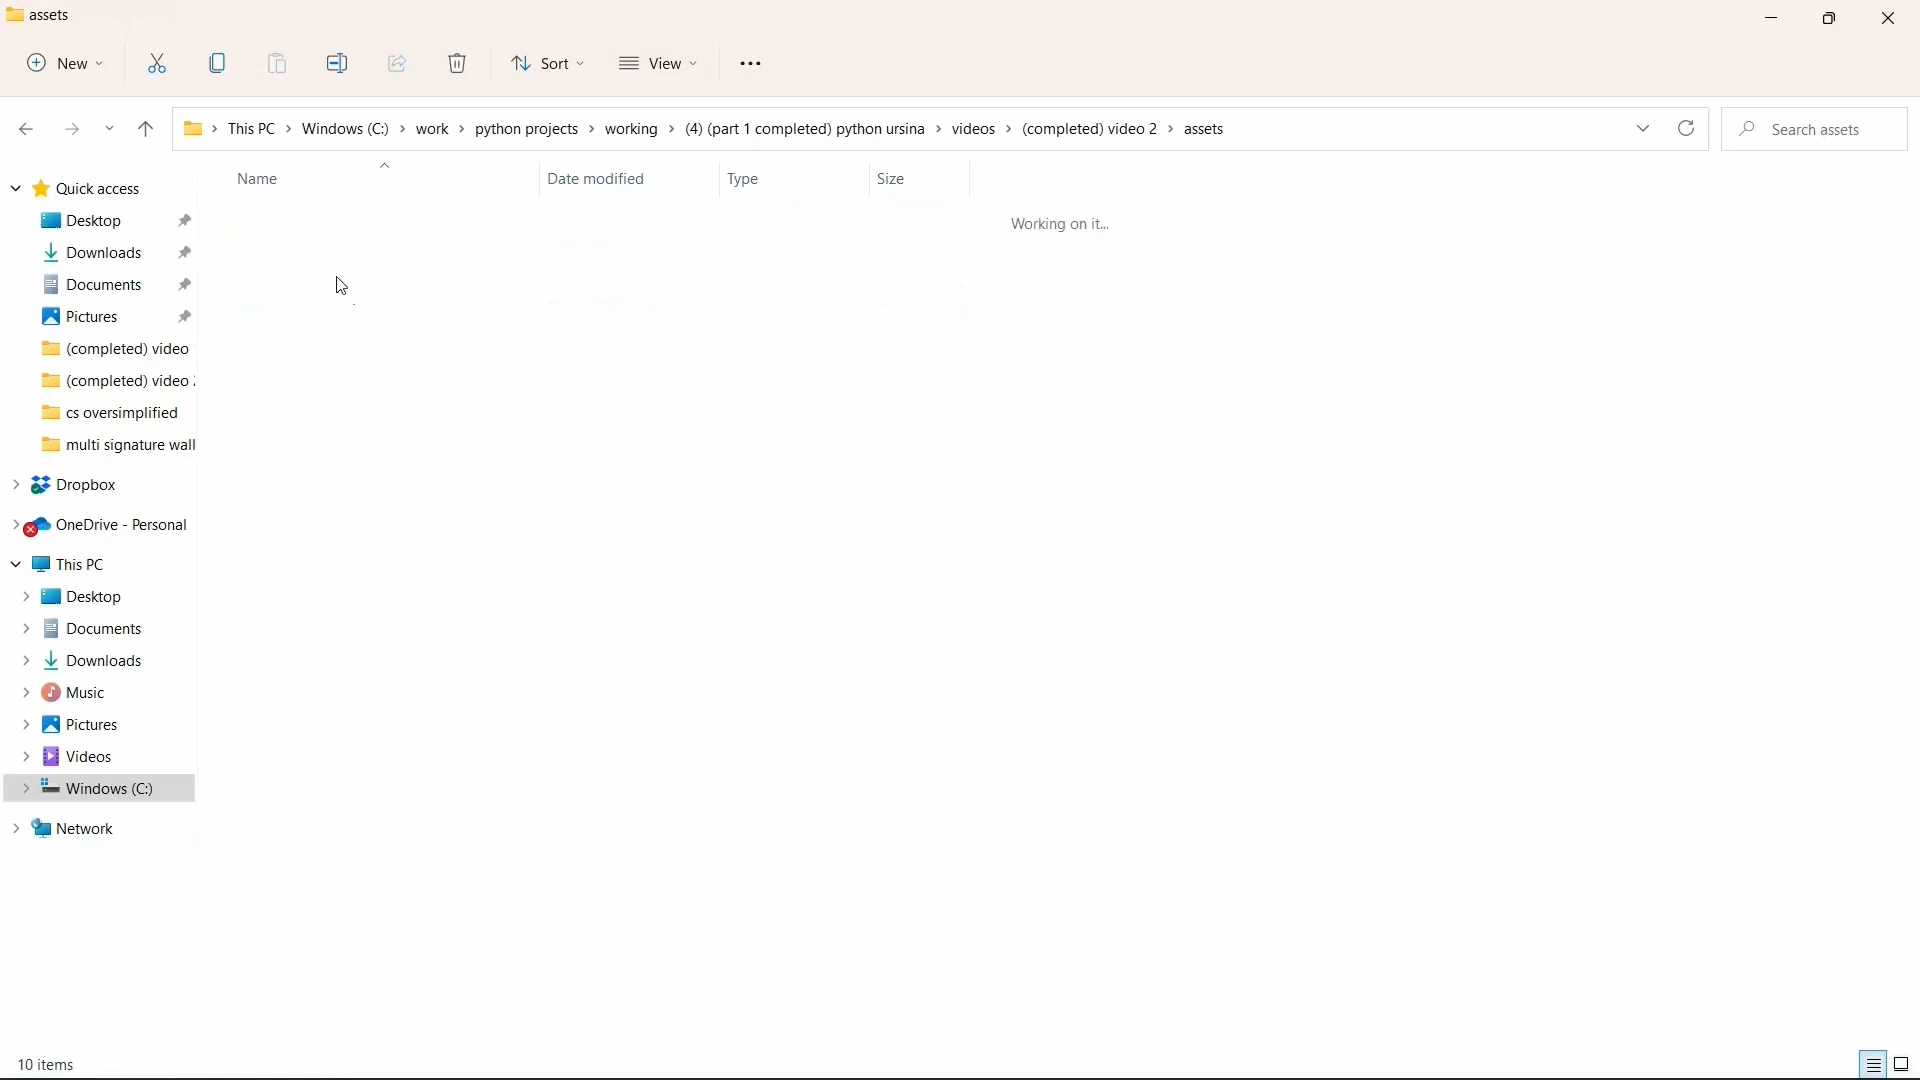 assets
New
Sort
View
This PC > Windows (C:) > work > python projects > working > (4) (part 1 completed) python ursina > videos > (completed) video 2 > assets
Search assets
Name
Date modified
Type
Size
Working on it...
Quick access
Desktop
Downloads
Documents
Pictures
(completed) video
(completed) video
cs oversimplified
multi signature wall
Dropbox
OneDrive - Personal
This PC
Desktop
Documents
Downloads
Music
Pictures
Videos
Windows (C:)
Network
10 items